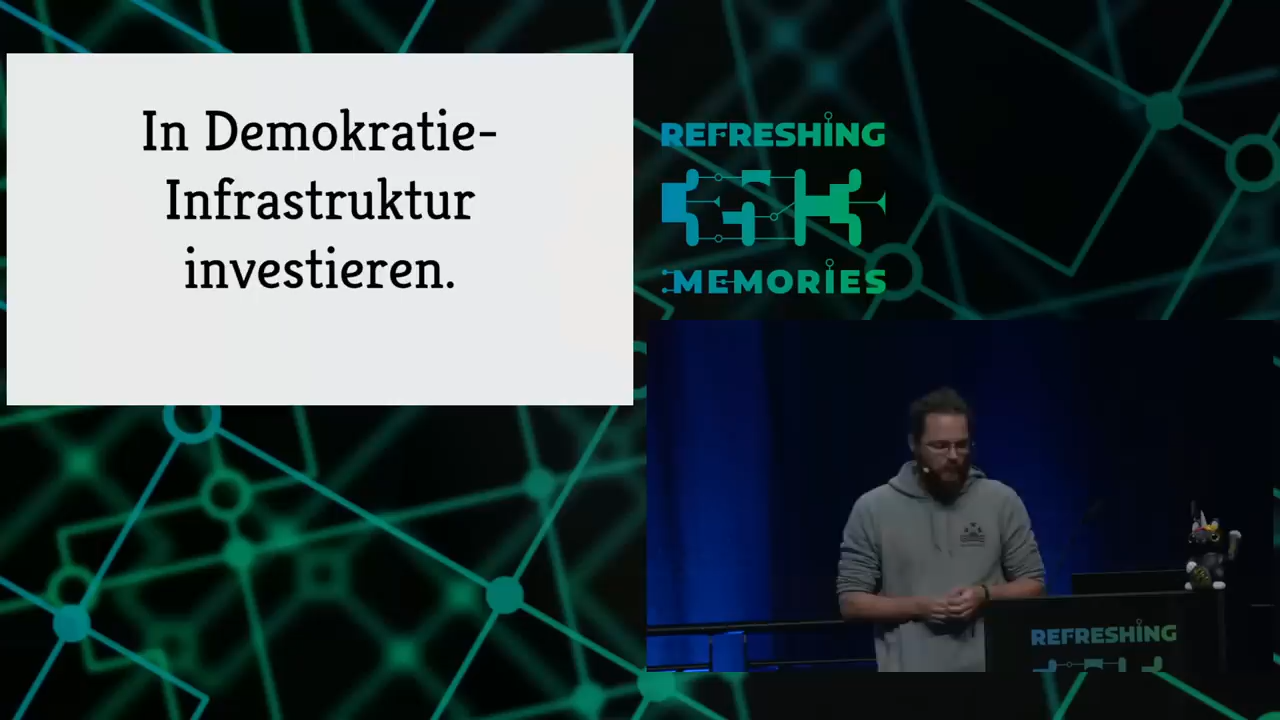 In Demokratie-
Infrastruktur
investieren.
REFRESHING
MEMORIES
REFRESHING